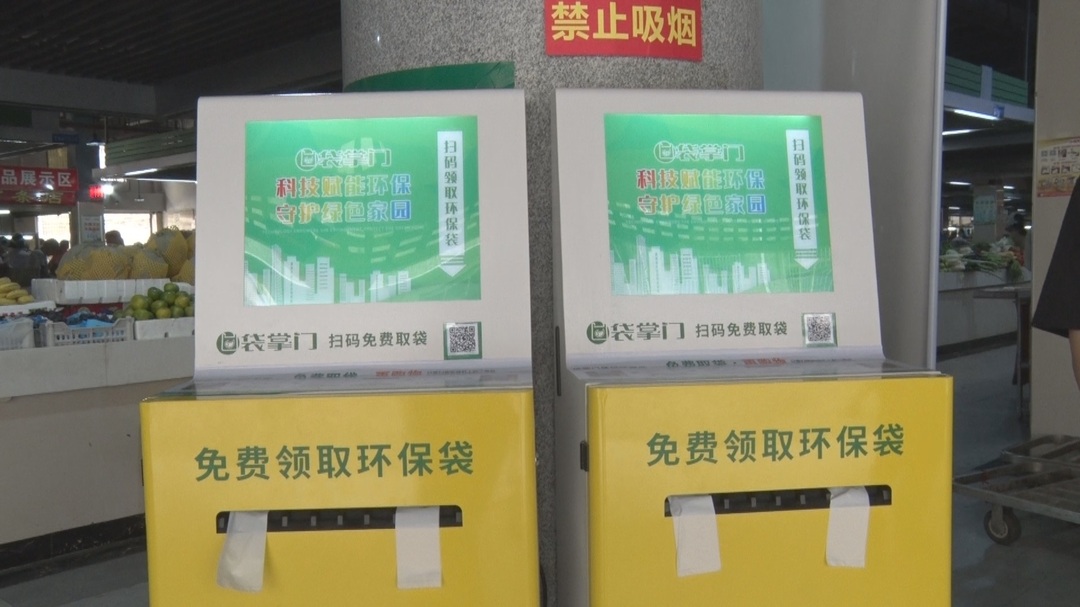 禁止吸烟
品展示区
袋掌门
科技赋能环保
守护绿色家园
扫码领取环保袋
袋掌门 扫码免费取袋
免费领取环保袋
袋掌门
科技赋能环保
守护绿色家园
扫码领取环保袋
袋掌门 扫码免费取袋
免费领取环保袋